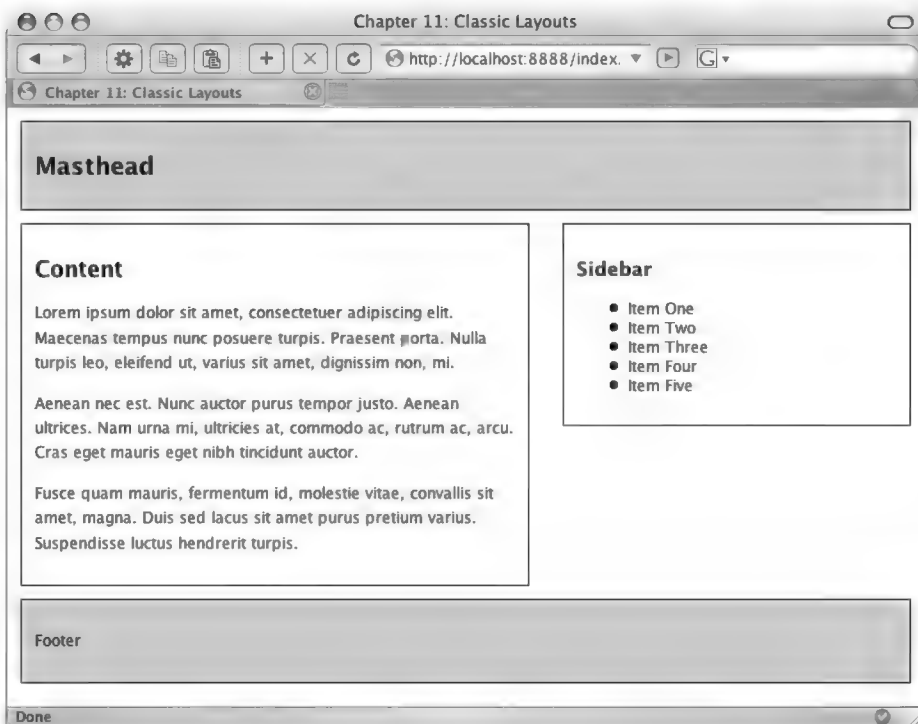 Chapter 11: Classic Layouts
http://localhost:8888/index.
G
Chapter 11: Classic Layouts
Masthead
Content
Lorem ipsum dolor sit amet, consectetuer adipiscing elit.
Maecenas tempus nunc posuere turpis. Praesent porta. Nulla
turpis leo, eleifend ut, varius sit amet, dignissim non, mi.
Aenean nec est. Nunc auctor purus tempor justo. Aenean
ultrices. Nam urna mi, ultricies at, commodo ac, rutrum ac, arcu.
Cras eget mauris eget nibh tincidunt auctor.
Fusce quam mauris, fermentum id, molestie vitae, convallis sit
amet, magna. Duis sed lacus sit amet purus pretium varius.
Suspendisse luctus hendrerit turpis.
Sidebar
Item One
Item Two
Item Three
Item Four
Item Five
Footer
Done